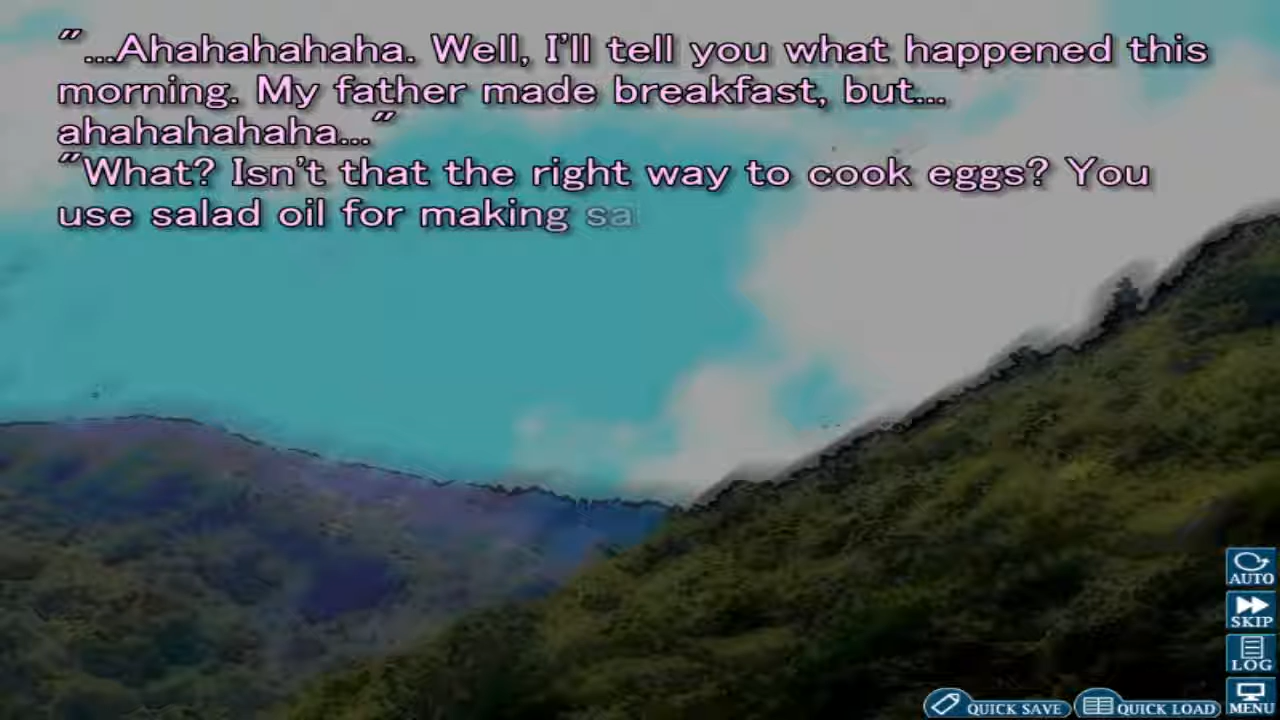 "...Ahahahahaha. Well, I'll tell you what happened this
morning. My father made breakfast, but...
ahahahahaha..."
"What? Isn't that the right way to cook eggs? You
use salad oil for making sa
AUTO
SKIP
LOG
MENU
QUICK SAVE
QUICK LOAD